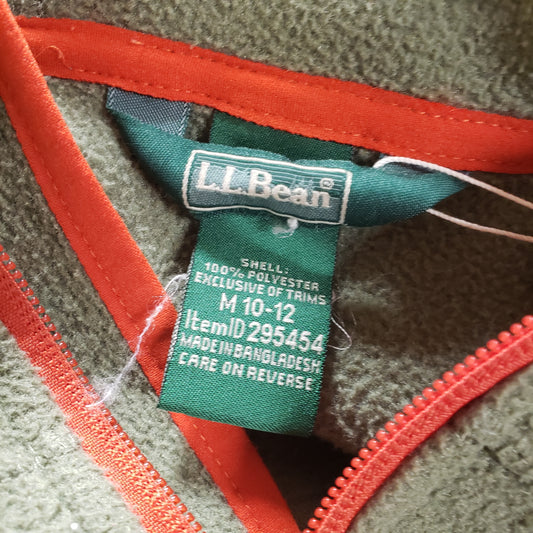 L.L.Bean®
SHELL:
100% POLYESTER
EXCLUSIVE OF TRIMS
M 10-12
ItemID 295454
MADE IN BANGLADESH
CARE ON REVERSE